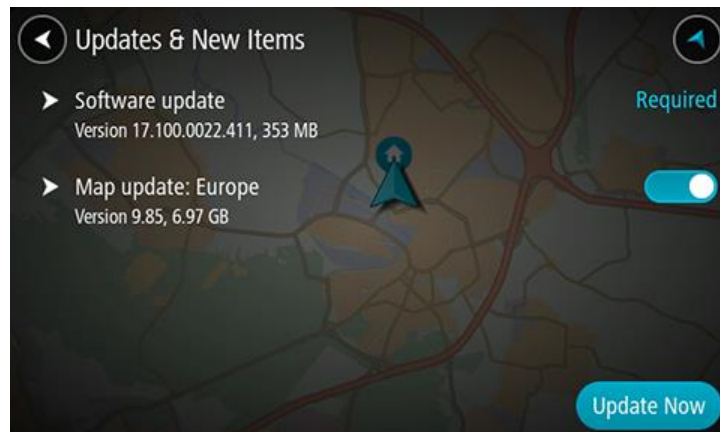 Updates & New Items
Software update
Required
Version 17.100.0022.411, 353 MB
Map update: Europe
Version 9.85, 6.97 GB
Update Now